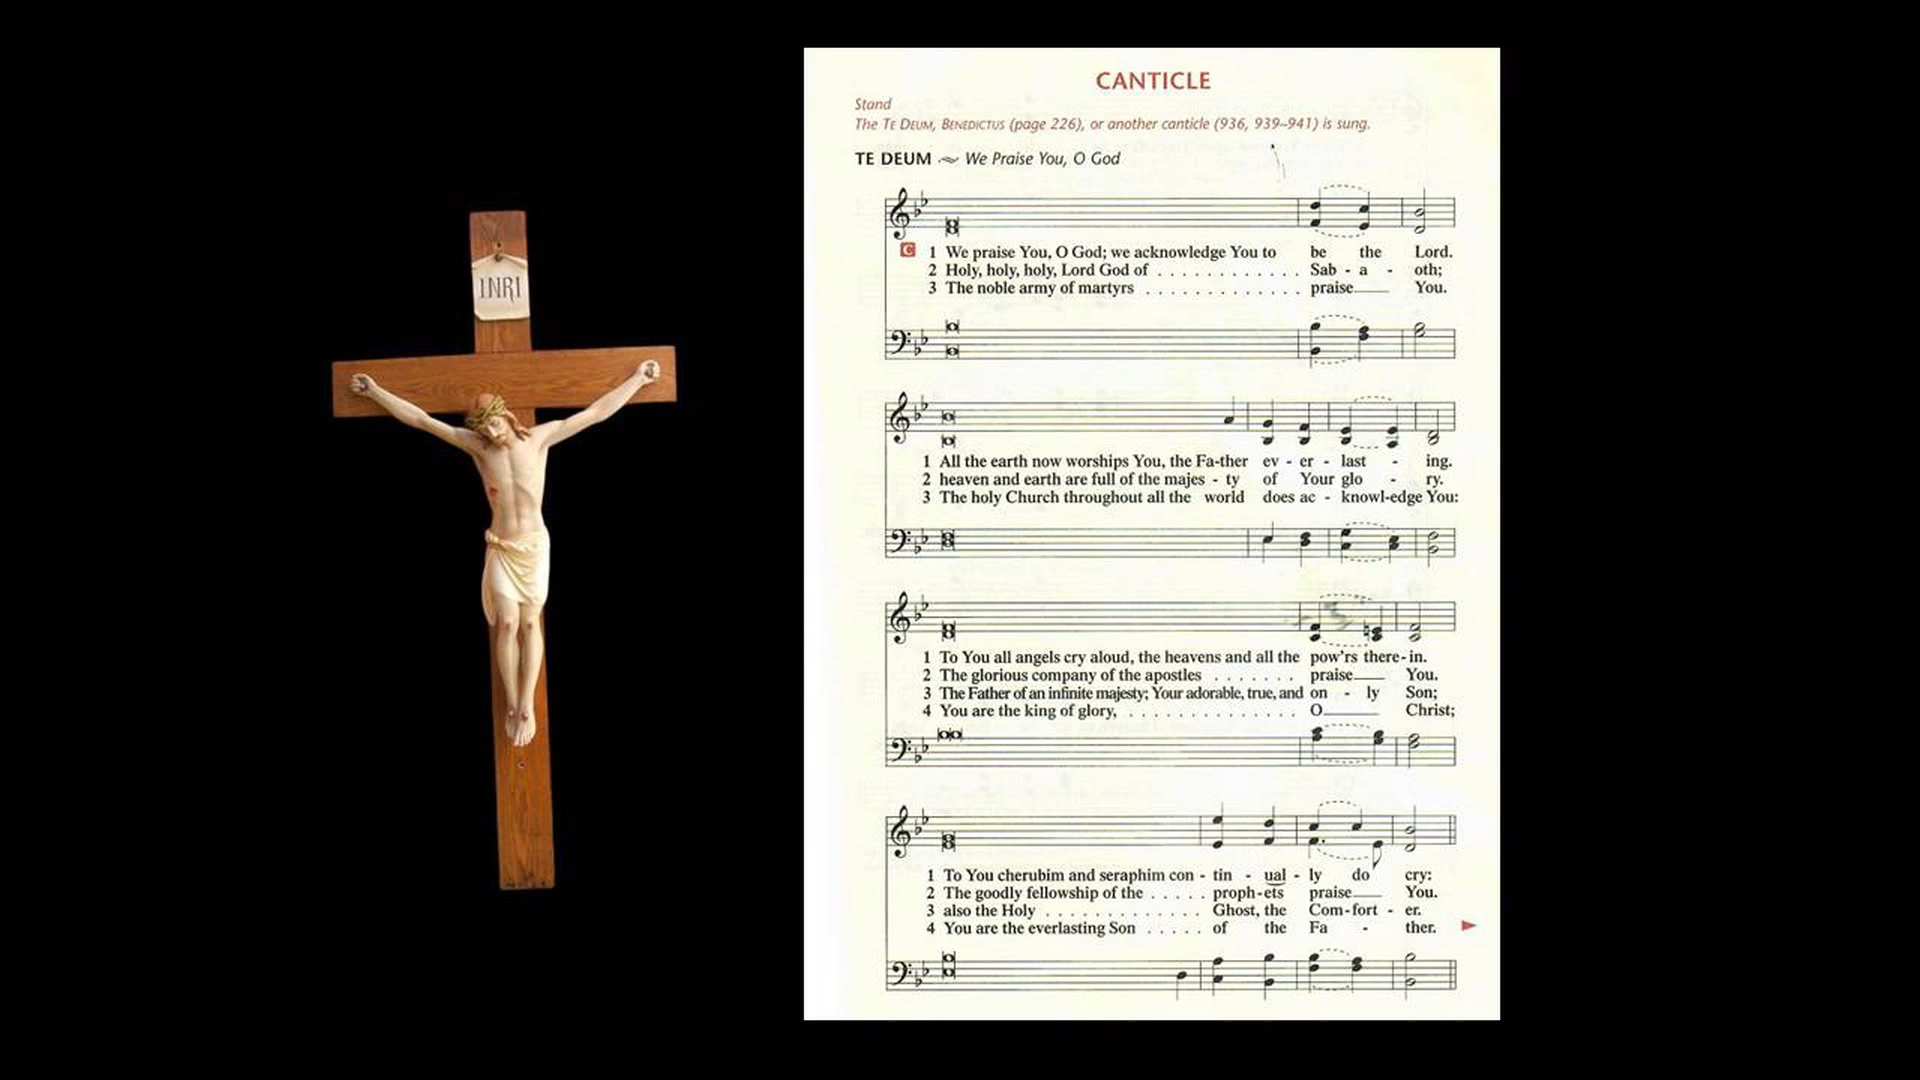 INRI
CANTICLE
Stand
The TE DEUM, BENEDICTUS (page 226), or another canticle (936, 939–941) is sung.
TE DEUM We Praise You, O God
C 1 We praise You, O God; we acknowledge You to be the Lord.
2 Holy, holy, holy, Lord God of . . . . . . . . . . . . Sab - a - oth;
3 The noble army of martyrs . . . . . . . . . . . . . praise___ You.
1 All the earth now worships You, the Fa-ther ev - er - last - ing.
2 heaven and earth are full of the majes - ty of Your glo - ry.
3 The holy Church throughout all the world does ac - knowl-edge You:
1 To You all angels cry aloud, the heavens and all the pow'rs there-in.
2 The glorious company of the apostles . . . . . . . praise___ You.
3 The Father of an infinite majesty; Your adorable, true, and on - ly Son;
4 You are the king of glory, . . . . . . . . . . . . . . O___ Christ;
1 To You cherubim and seraphim con - tin - ual - ly do cry:
2 The goodly fellowship of the . . . . . proph-ets praise___ You.
3 also the Holy . . . . . . . . . . . . . Ghost, the Com-fort - er.
4 You are the everlasting Son . . . . . of the Fa - ther.